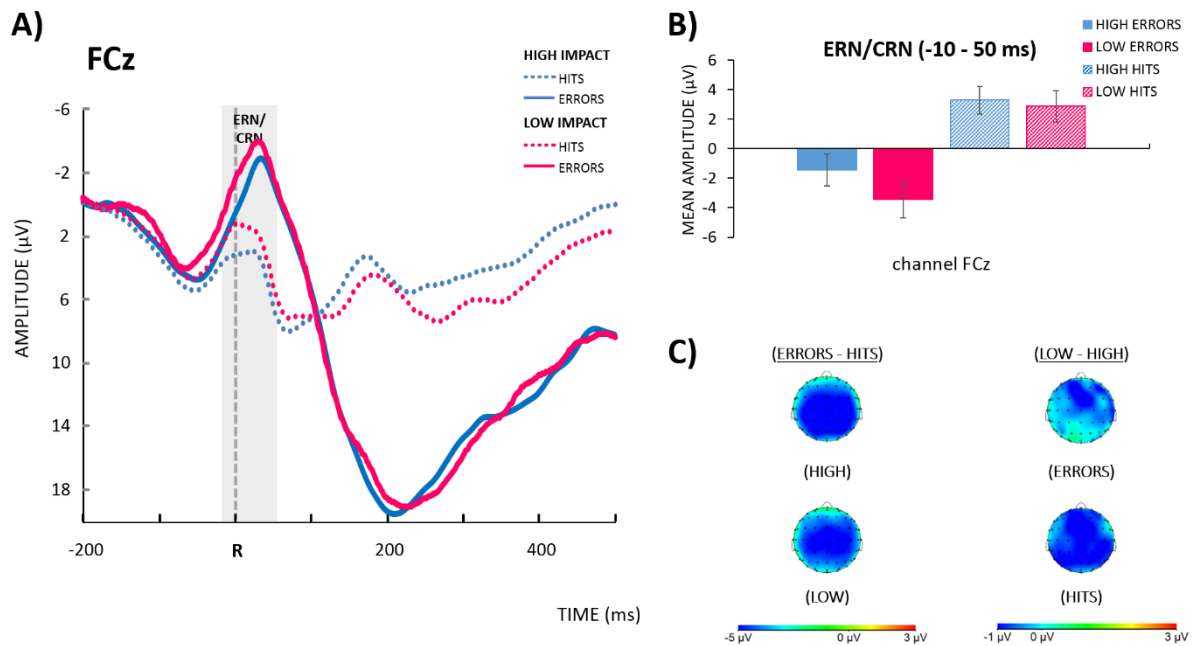 A)
FCz
HIGH IMPACT
HITS
ERRORS
LOW IMPACT
HITS
ERRORS
ERN/
CRN
-6
-2
2
6
10
14
18
AMPLITUDE (µV)
-200
R
200
400
TIME (ms)
B)
ERN/CRN (-10 - 50 ms)
HIGH ERRORS
LOW ERRORS
HIGH HITS
LOW HITS
6
4
2
0
-2
-4
-6
MEAN AMPLITUDE (µV)
channel FCz
C)
(ERRORS - HITS)
(LOW - HIGH)
(HIGH)
(ERRORS)
(LOW)
(HITS)
-5 µV
0 µV
3 µV
-1 µV
0 µV
3 µV